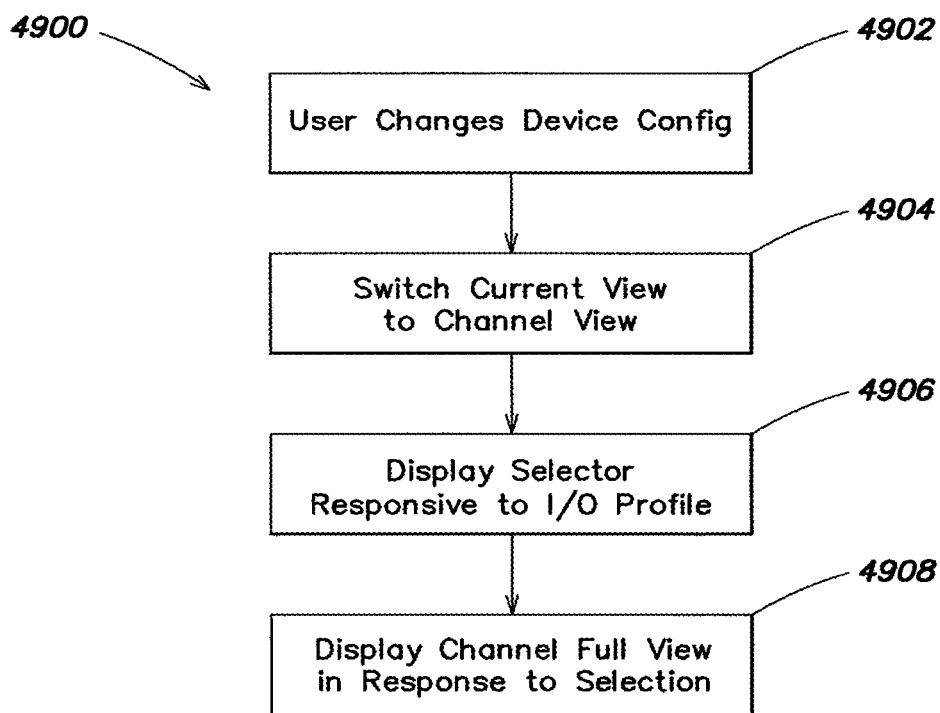 4900
4902
User Changes Device Config
4904
Switch Current View
to Channel View
4906
Display Selector
Responsive to I/O Profile
4908
Display Channel Full View
in Response to Selection